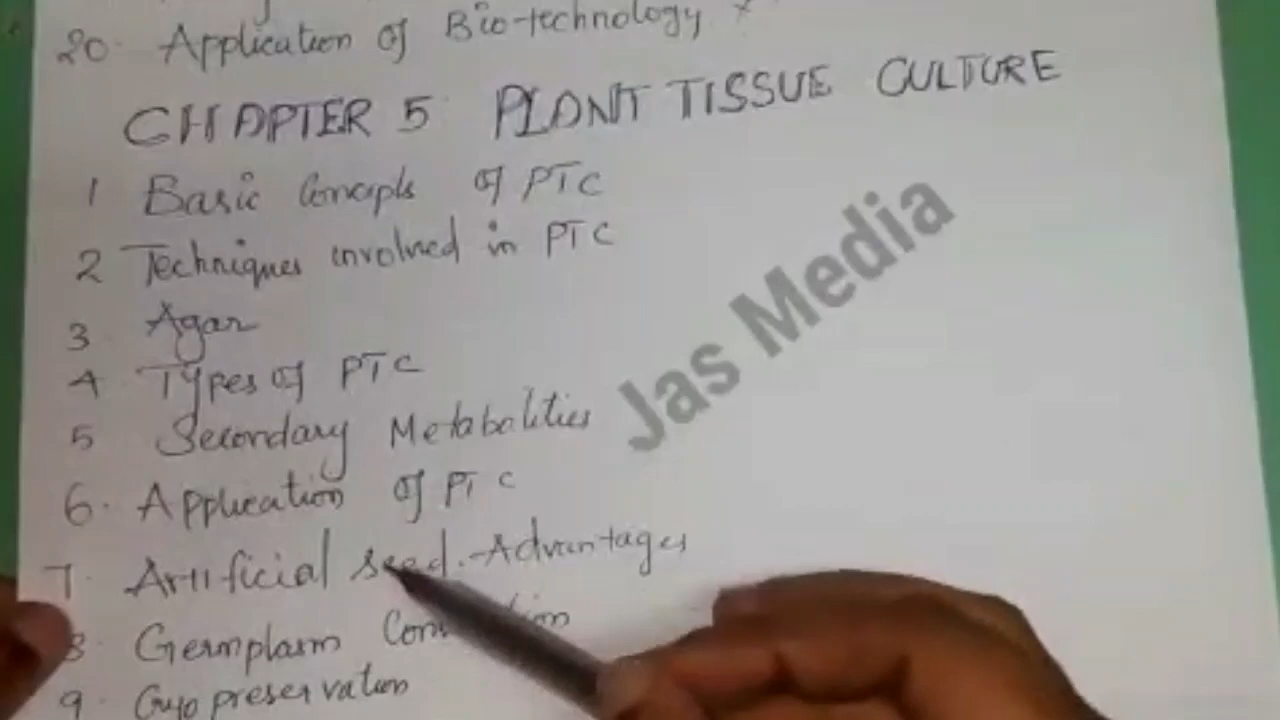 20. Application of Bio-technology
CHAPTER 5 PLANT TISSUE CULTURE
1 Basic Concepts of PTC
2 Techniques involved in PTC
3. Agar
4 Types of PTC
5 Secondary Metabolities
6. Application of PTC
7. Artificial seed.-Advantages
8. Germplasm
9. Cryopreservation
Jas Media